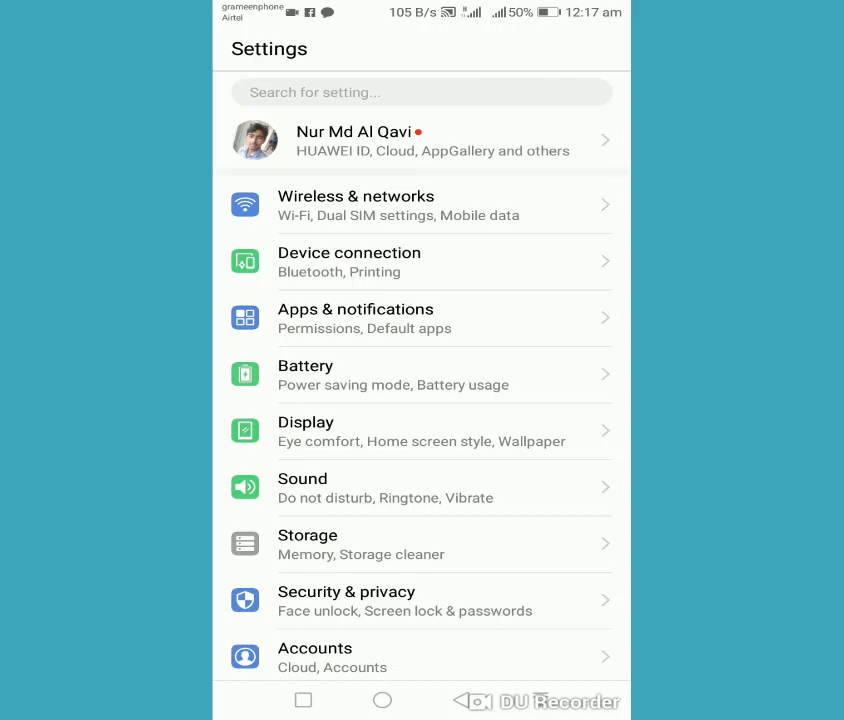 grameenphone
Airtel
105 B/s
50%
12:17 am
Settings
Search for setting...
Nur Md Al Qavi
HUAWEI ID, Cloud, AppGallery and others
Wireless & networks
Wi-Fi, Dual SIM settings, Mobile data
Device connection
Bluetooth, Printing
Apps & notifications
Permissions, Default apps
Battery
Power saving mode, Battery usage
Display
Eye comfort, Home screen style, Wallpaper
Sound
Do not disturb, Ringtone, Vibrate
Storage
Memory, Storage cleaner
Security & privacy
Face unlock, Screen lock & passwords
Accounts
Cloud, Accounts
DU Recorder